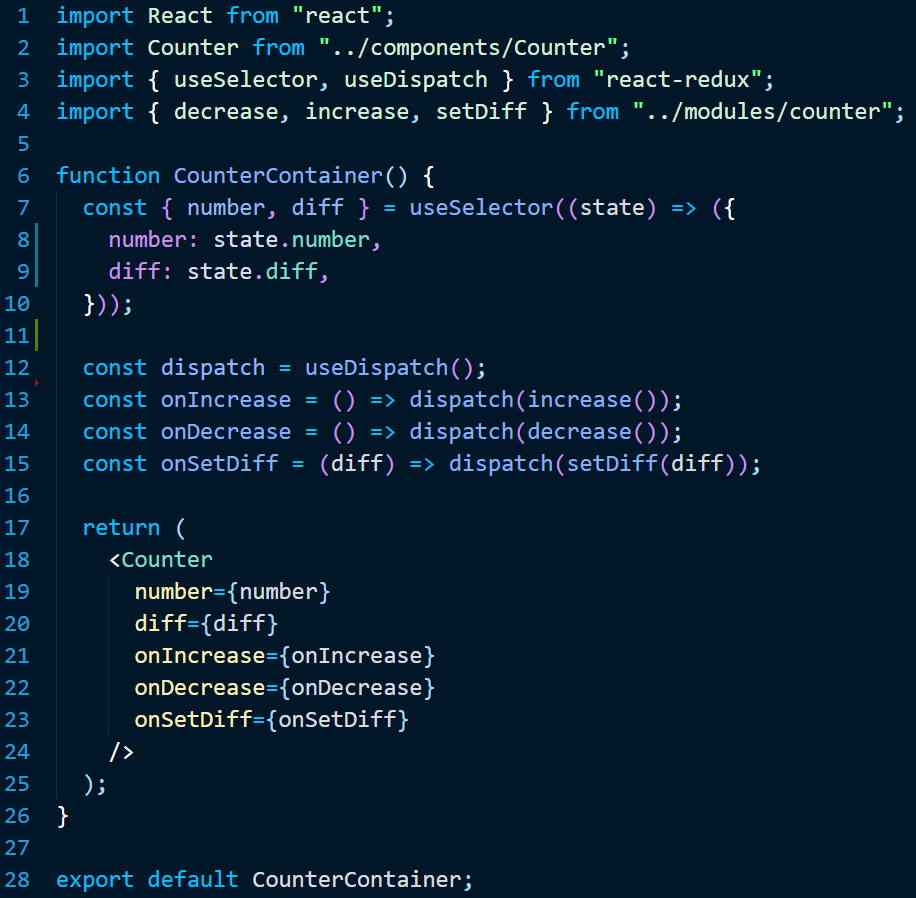 1 import React from "react";
2 import Counter from "../components/Counter";
3 import { useSelector, useDispatch } from "react-redux";
4 import { decrease, increase, setDiff } from "../modules/counter";
5
6 function CounterContainer() {
7   const { number, diff } = useSelector((state) => ({
8     number: state.number,
9     diff: state.diff,
10   }));
11
12   const dispatch = useDispatch();
13   const onIncrease = () => dispatch(increase());
14   const onDecrease = () => dispatch(decrease());
15   const onSetDiff = (diff) => dispatch(setDiff(diff));
16
17   return (
18     <Counter
19       number={number}
20       diff={diff}
21       onIncrease={onIncrease}
22       onDecrease={onDecrease}
23       onSetDiff={onSetDiff}
24     />
25   );
26 }
27
28 export default CounterContainer;